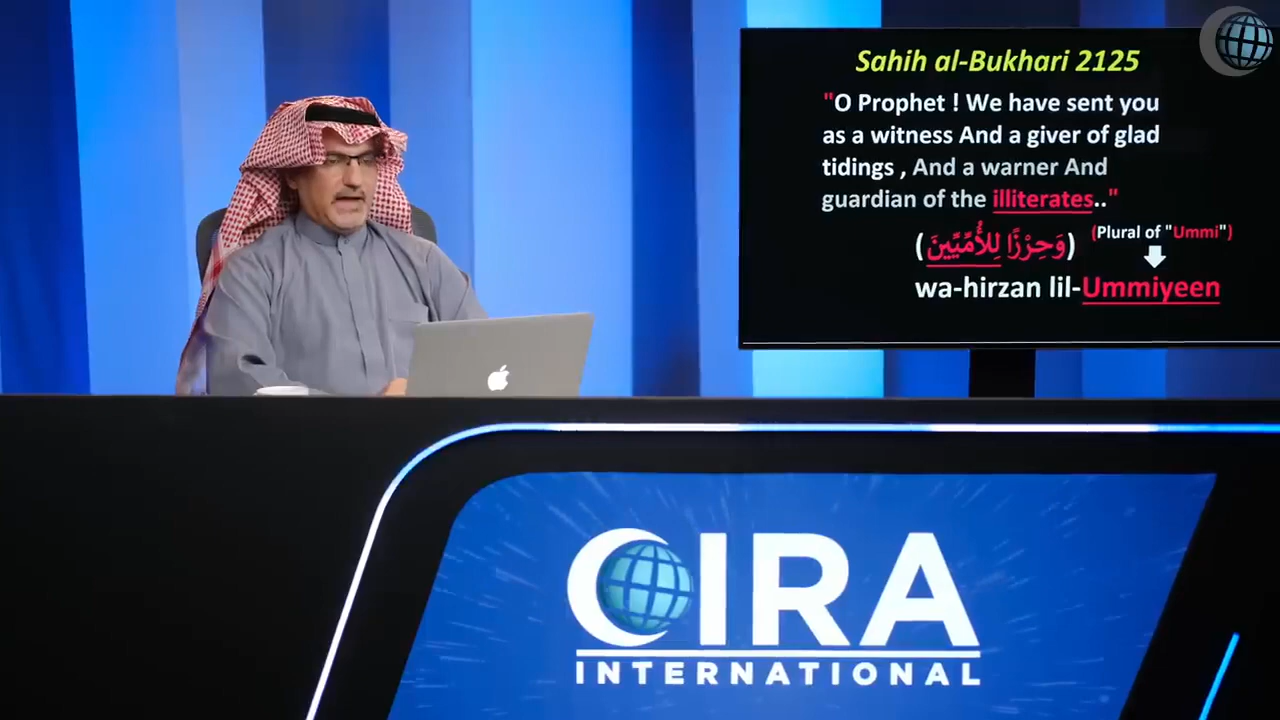 Sahih al-Bukhari 2125
"O Prophet ! We have sent you
as a witness And a giver of glad
tidings , And a warner And
guardian of the illiterates.."
(وَحِرْزًا لِلأُمِّيِّينَ)
(Plural of "Ummi")
wa-hirzan lil-Ummiyeen
CIRA
INTERNATIONAL